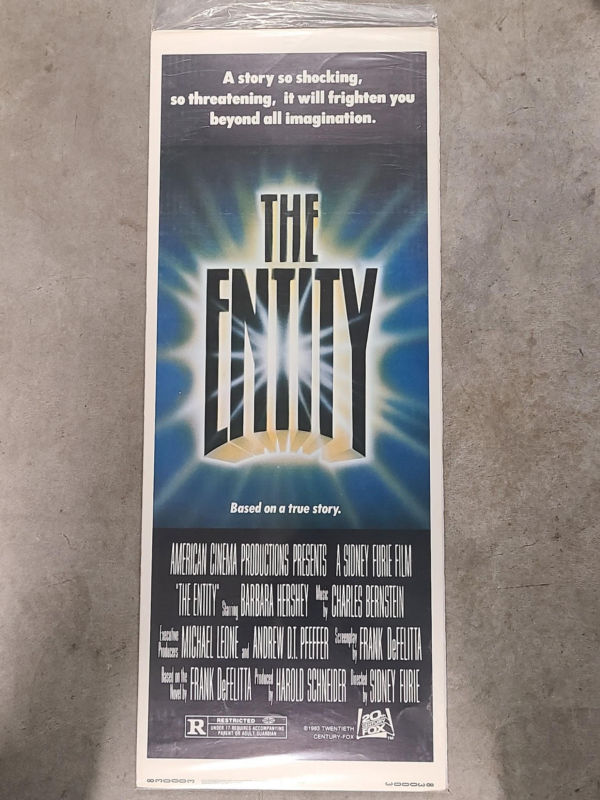 A story so shocking,
so threatening, it will frighten you
beyond all imagination.
THE
ENTITY
Based on a true story.
AMERICAN CINEMA PRODUCTIONS PRESENTS A SIDNEY FURIE FILM
"THE ENTITY" Starring BARBARA HERSHEY Music by CHARLES BERNSTEIN
Executive Producers MICHAEL LEONE and ANDREW D.T. PFEFFER Screenplay by FRANK DeFELITTA
Based on the Novel by FRANK DeFELITTA Produced by HAROLD SCHNEIDER Directed by SIDNEY FURIE
R RESTRICTED
UNDER 17 REQUIRES ACCOMPANYING
PARENT OR ADULT GUARDIAN
©1983 TWENTIETH
CENTURY-FOX
20th CENTURY FOX TM